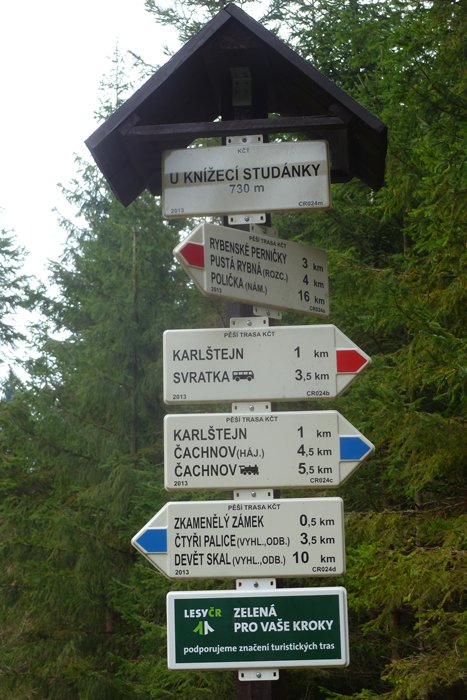 KČT
U KNÍŽECÍ STUDÁNKY
730 m
2013 CR024m
PĚŠÍ TRASA KČT
RYBENSKÉ PERNIČKY 3 km
PUSTÁ RYBNÁ (ROZC.) 4 km
POLIČKA (NÁM.) 16 km
2013 CR024a
PĚŠÍ TRASA KČT
KARLŠTEJN 1 km
SVRATKA 3,5 km
2013 CR024b
PĚŠÍ TRASA KČT
KARLŠTEJN 1 km
ČACHNOV (HÁJ.) 4,5 km
ČACHNOV 5,5 km
2013 CR024c
PĚŠÍ TRASA KČT
ZKAMENĚLÝ ZÁMEK 0,5 km
ČTYŘI PALICE (VYHL.,ODB.) 3,5 km
DEVĚT SKAL (VYHL.,ODB.) 10 km
2013 CR024d
LESYČR ZELENÁ
PRO VAŠE KROKY
podporujeme značení turistických tras